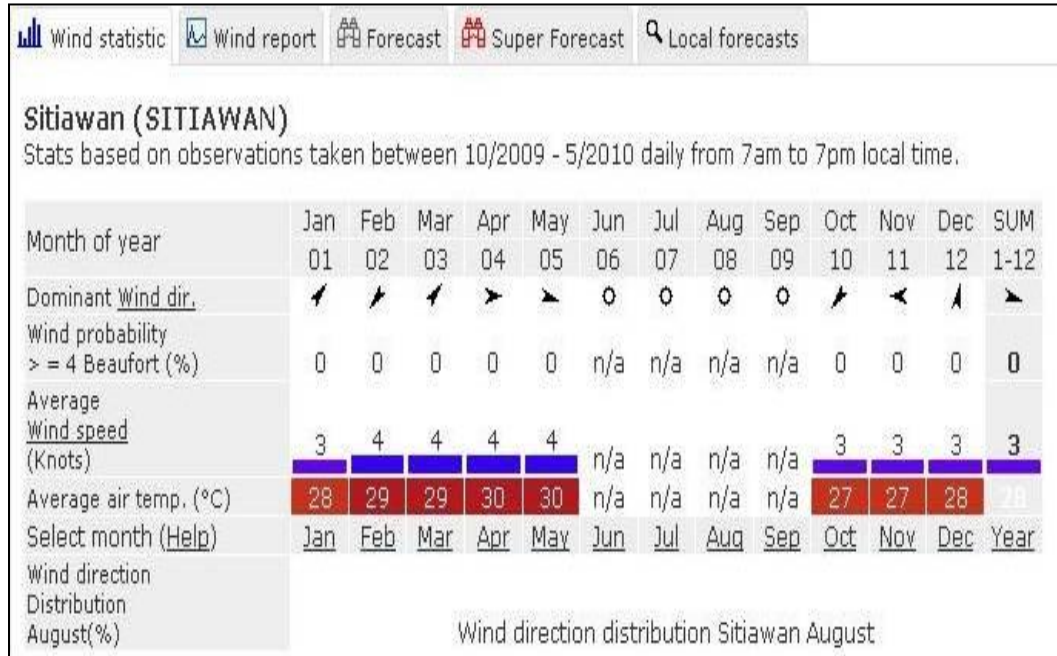 Wind statistic Wind report Forecast Super Forecast Local forecasts
Sitiawan (SITIAWAN)
Stats based on observations taken between 10/2009 - 5/2010 daily from 7am to 7pm local time.
Month of year Jan Feb Mar Apr May Jun Jul Aug Sep Oct Nov Dec SUM
01 02 03 04 05 06 07 08 09 10 11 12 1-12
Dominant Wind dir.
Wind probability
> = 4 Beaufort (%) 0 0 0 0 0 n/a n/a n/a n/a 0 0 0 0
Average
Wind speed
(Knots) 3 4 4 4 4 n/a n/a n/a n/a 3 3 3 3
Average air temp. (°C) 28 29 29 30 30 n/a n/a n/a n/a 27 27 28 28
Select month (Help) Jan Feb Mar Apr May Jun Jul Aug Sep Oct Nov Dec Year
Wind direction
Distribution
August(%)
Wind direction distribution Sitiawan August